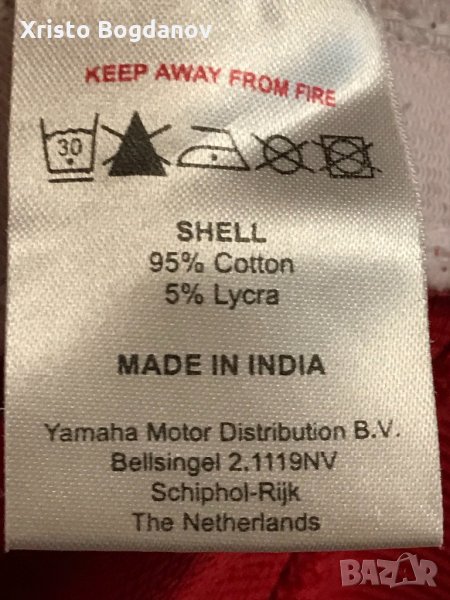 Xristo Bogdanov
KEEP AWAY FROM FIRE
30
SHELL
95% Cotton
5% Lycra
MADE IN INDIA
Yamaha Motor Distribution B.V.
Bellsingel 2.1119NV
Schiphol-Rijk
The Netherlands
BAZAR